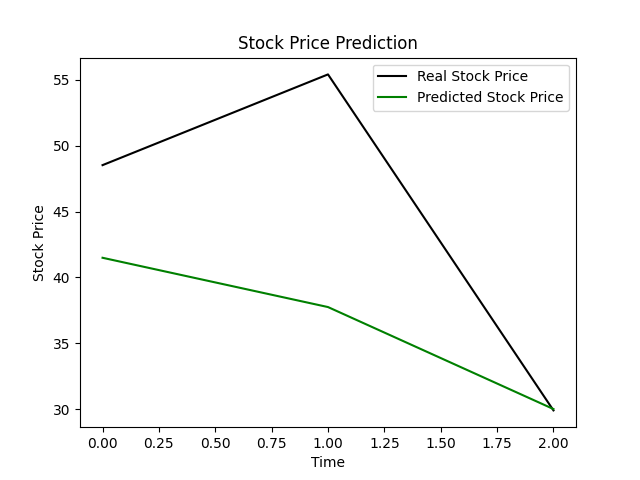 Stock Price Prediction
Real Stock Price
Predicted Stock Price
Stock Price
55
50
45
40
35
30
0.00 0.25 0.50 0.75 1.00 1.25 1.50 1.75 2.00
Time